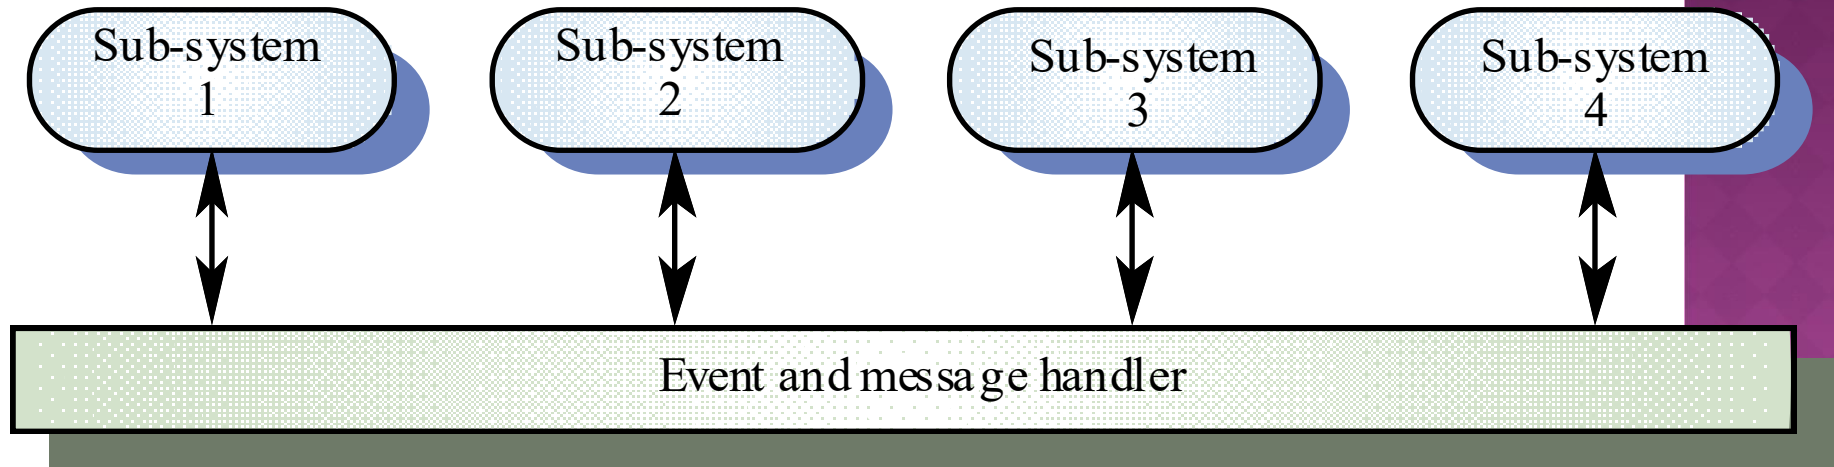 Sub-system
1
Sub-system
2
Sub-system
3
Sub-system
4
Event and message handler